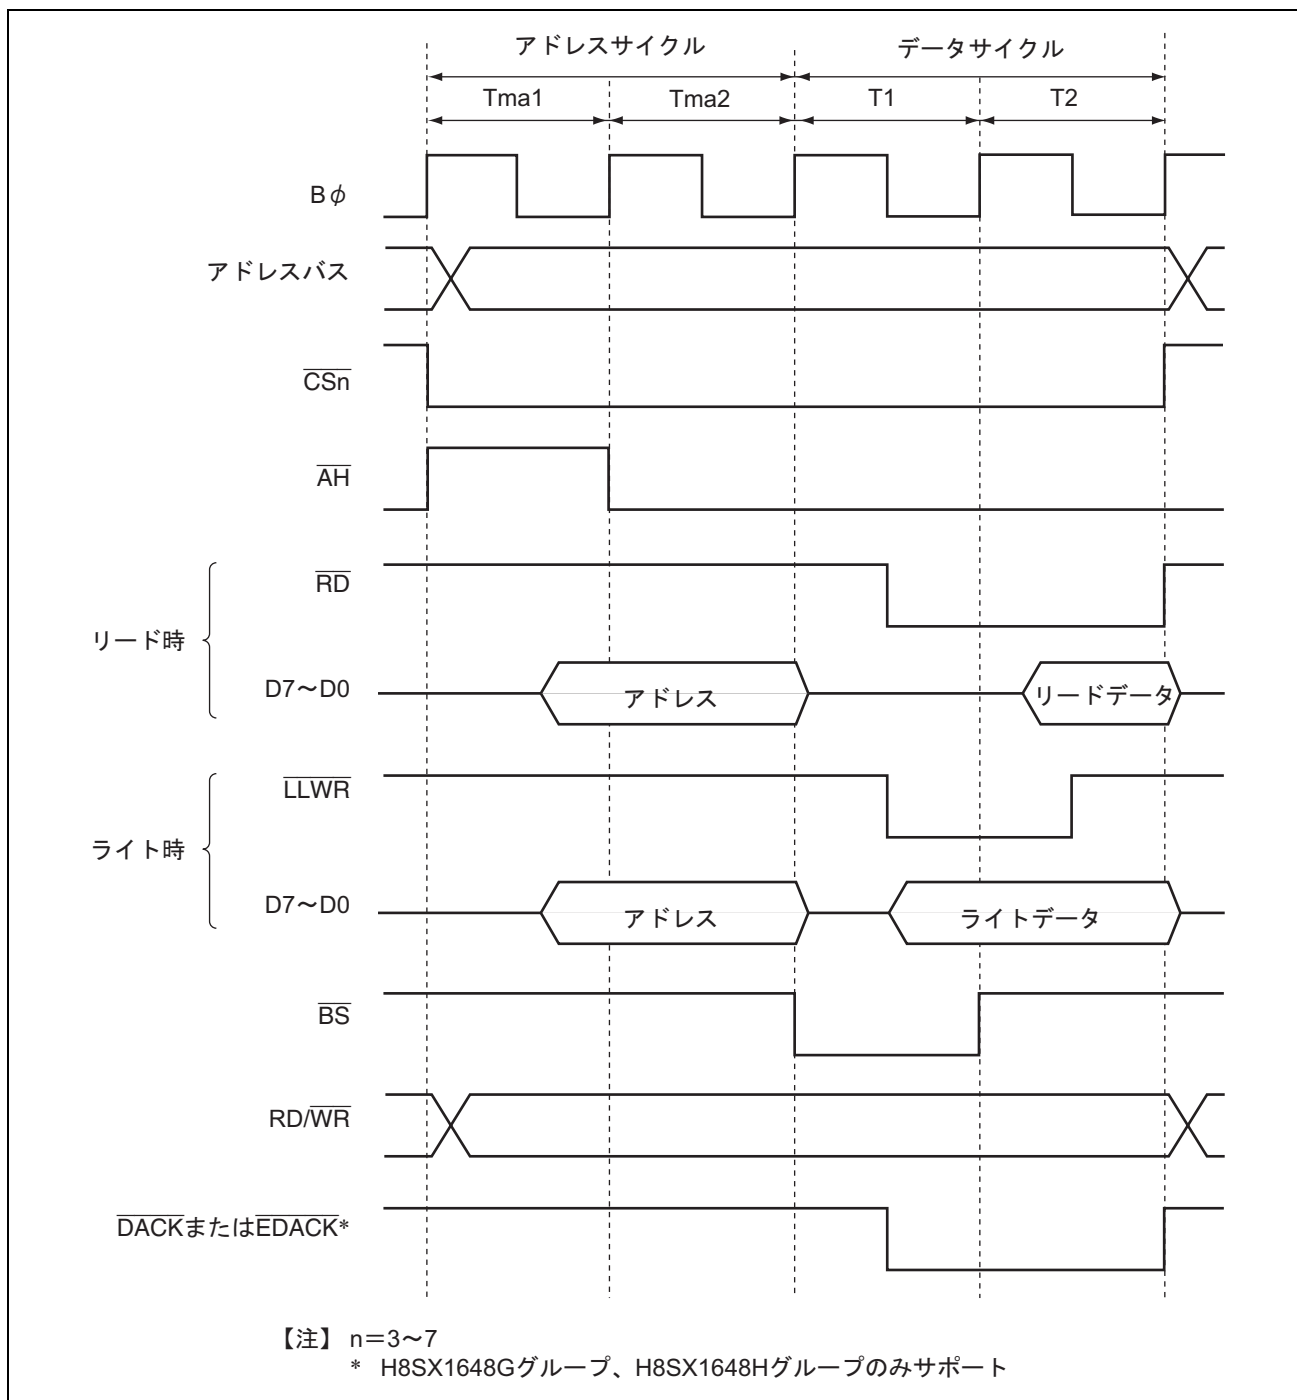 アドレスサイクル データサイクル
Tma1 Tma2 T1 T2
Bφ
アドレスバス
CSn
AH
RD
リード時
D7～D0 アドレス リードデータ
LLWR
ライト時
D7～D0 アドレス ライトデータ
BS
RD/WR
DACKまたはEDACK*
【注】 n＝3～7
* H8SX1648Gグループ、H8SX1648Hグループのみサポート